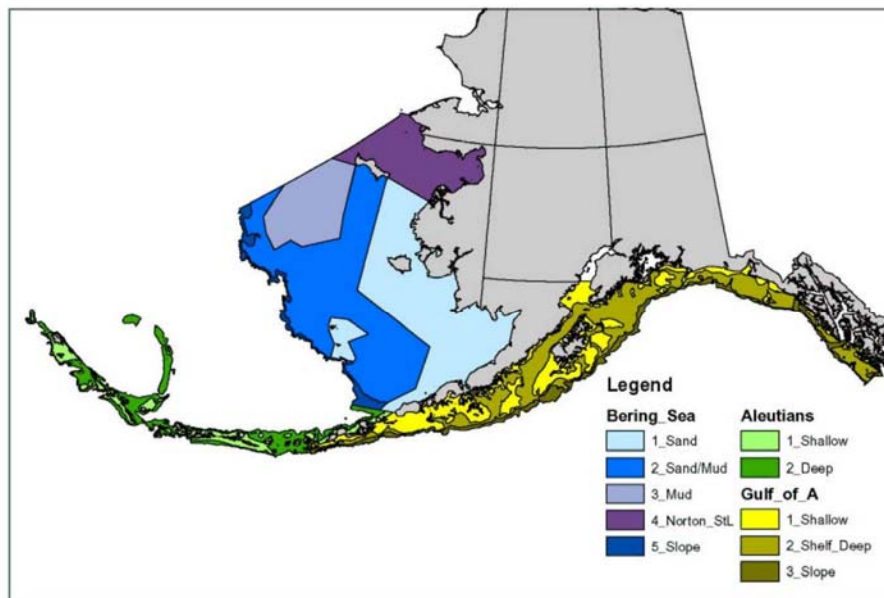 Legend
Bering_Sea
1_Sand
2_Sand/Mud
3_Mud
4_Norton_StL
5_Slope
Aleutians
1_Shallow
2_Deep
Gulf_of_A
1_Shallow
2_Shelf_Deep
3_Slope